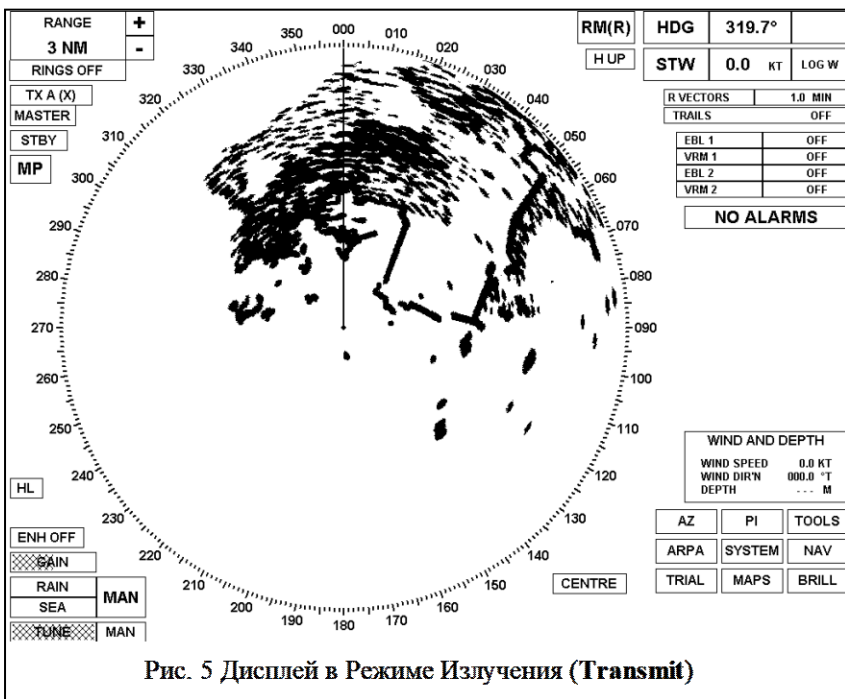 RANGE +
3 NM -
RINGS OFF
TX A (X)
MASTER
STBY
MP
RM(R)
H UP
HDG 319.7°
STW 0.0 KT LOG W
R VECTORS 1.0 MIN
TRAILS OFF
EBL 1 OFF
VRM 1 OFF
EBL 2 OFF
VRM 2 OFF
NO ALARMS
000
010
020
030
040
050
060
070
080
090
100
110
120
130
140
150
160
170
180
190
200
210
220
230
240
250
260
270
280
290
300
310
320
330
340
350
HL
ENH OFF
GAIN
RAIN
SEA
MAN
TUNE MAN
CENTRE
WIND AND DEPTH
WIND SPEED 0.0 KT
WIND DIR'N 000.0 °T
DEPTH - - - M
AZ PI TOOLS
ARPA SYSTEM NAV
TRIAL MAPS BRILL
Рис. 5 Дисплей в Режиме Излучения (Transmit)